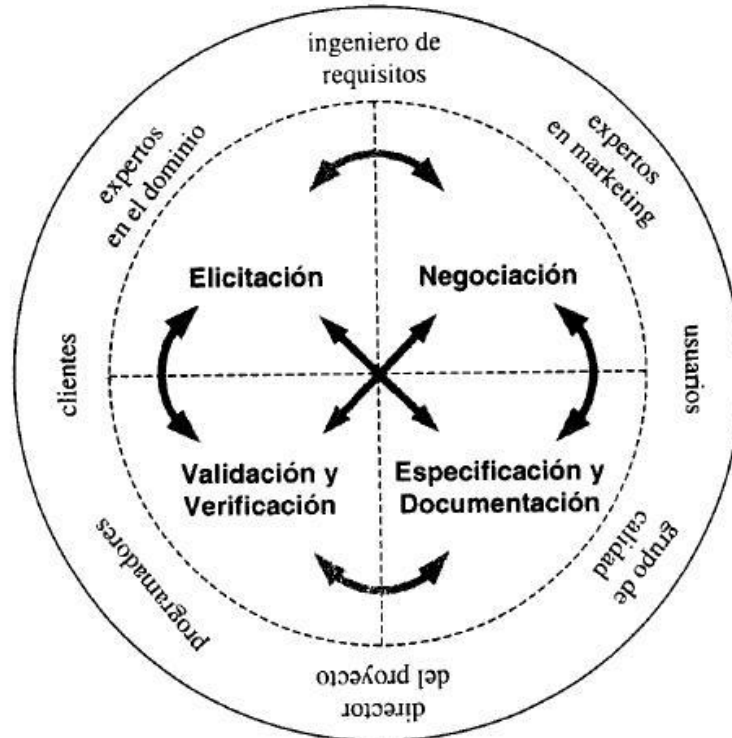 ingeniero de
requisitos
expertos
en el dominio
expertos
en marketing
Elicitación
Negociación
clientes
usuarios
Validación y
Verificación
Especificación y
Documentación
programadores
grupo de
calidad
director
del proyecto